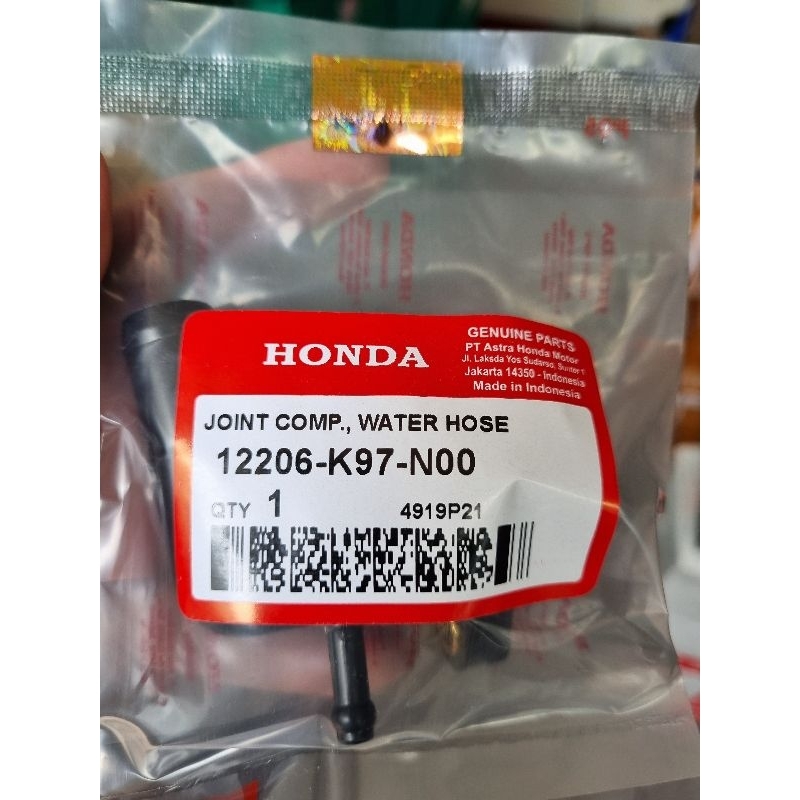 HONDA
GENUINE PARTS
PT Astra Honda Motor
Jl. Laksda Yos Sudarso, Sunter 1
Jakarta 14350 - Indonesia
Made in Indonesia
JOINT COMP., WATER HOSE
12206-K97-N00
QTY 1
4919P21